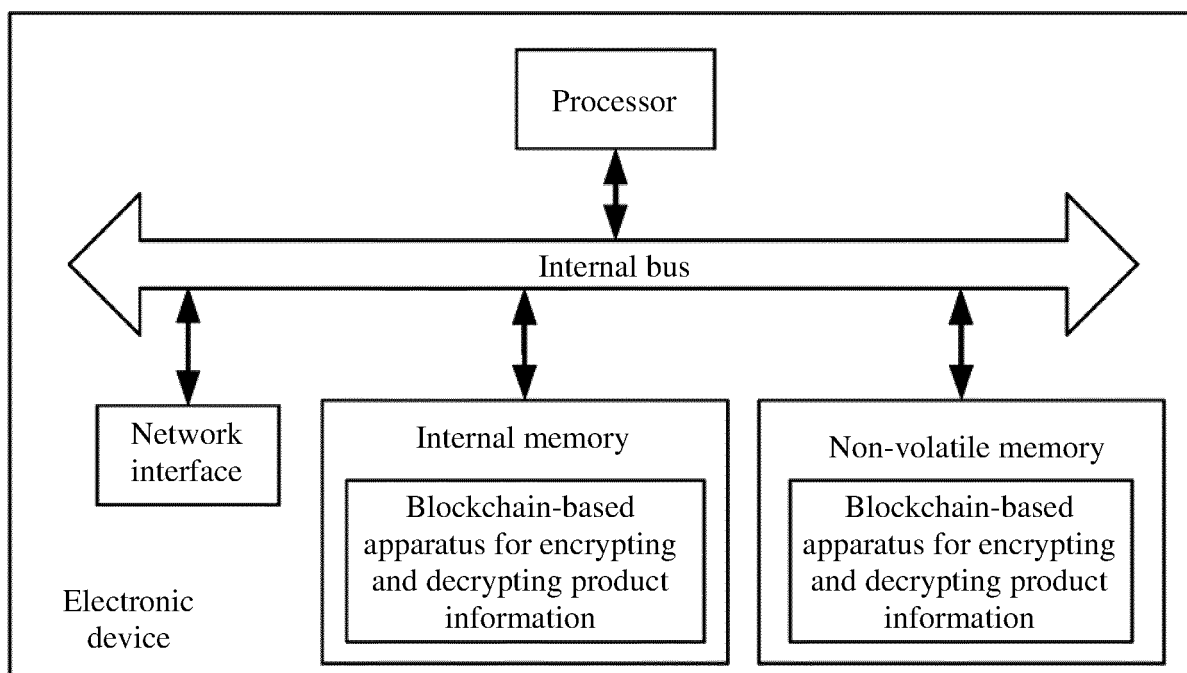 Processor
Internal bus
Network
interface
Internal memory
Blockchain-based
apparatus for encrypting
and decrypting product
information
Non-volatile memory
Blockchain-based
apparatus for encrypting
and decrypting product
information
Electronic
device